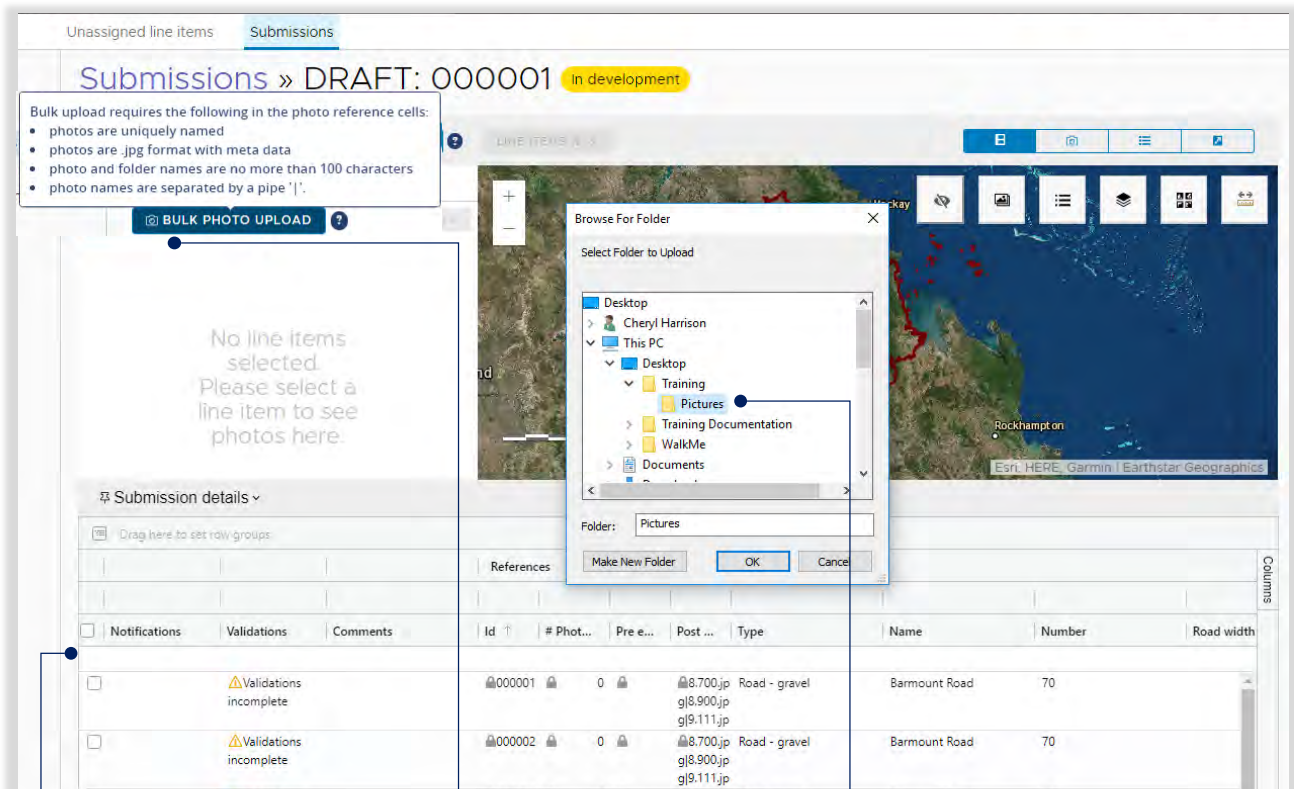 Unassigned line items
Submissions
Submissions » DRAFT: 000001 In development
Bulk upload requires the following in the photo reference cells:
• photos are uniquely named
• photos are .jpg format with meta data
• photo and folder names are no more than 100 characters
• photo names are separated by a pipe '|'.
BULK PHOTO UPLOAD ?
?
LINE ITEMS
+
−
Mackay
Rockhampton
Esri, HERE, Garmin | Earthstar Geographics
No line items
selected.
Please select a
line item to see
photos here.
Browse For Folder
Select Folder to Upload
Desktop
Cheryl Harrison
This PC
Desktop
Training
Pictures
Training Documentation
WalkMe
Documents
Folder: Pictures
Make New Folder OK Cancel
Submission details
Drag here to set row groups
References
Columns
Notifications Validations Comments Id ↑ # Phot... Pre e... Post ... Type Name Number Road width
Validations 000001 0 8.700.jp Road - gravel Barmount Road 70
incomplete g|8.900.jp
g|9.111.jp
Validations 000002 0 8.700.jp Road - gravel Barmount Road 70
incomplete g|8.900.jp
g|9.111.jp